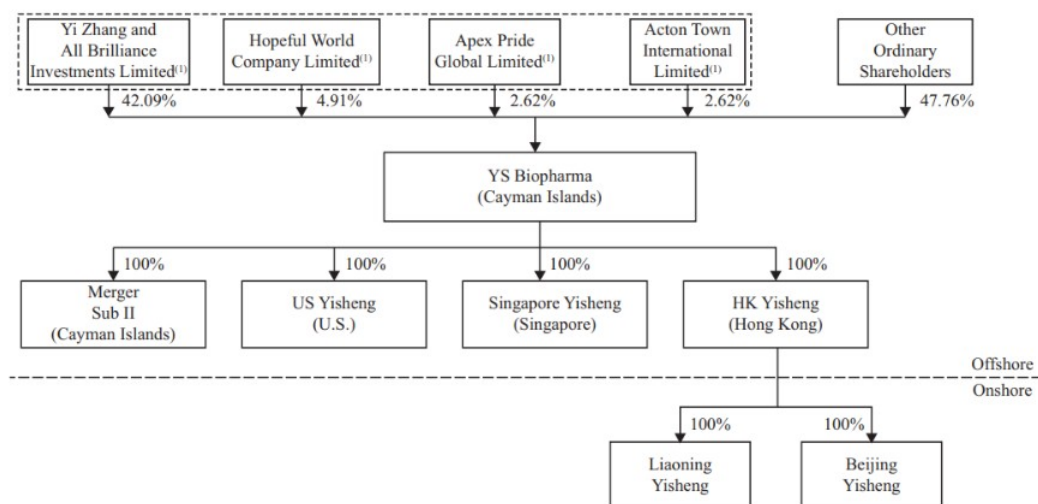 Yi Zhang and
All Brilliance
Investments Limited(1)
Hopeful World
Company Limited(1)
Apex Pride
Global Limited(1)
Acton Town
International
Limited(1)
Other
Ordinary
Shareholders
42.09%
4.91%
2.62%
2.62%
47.76%
YS Biopharma
(Cayman Islands)
100%
100%
100%
100%
Merger
Sub II
(Cayman Islands)
US Yisheng
(U.S.)
Singapore Yisheng
(Singapore)
HK Yisheng
(Hong Kong)
Offshore
Onshore
100%
100%
Liaoning
Yisheng
Beijing
Yisheng